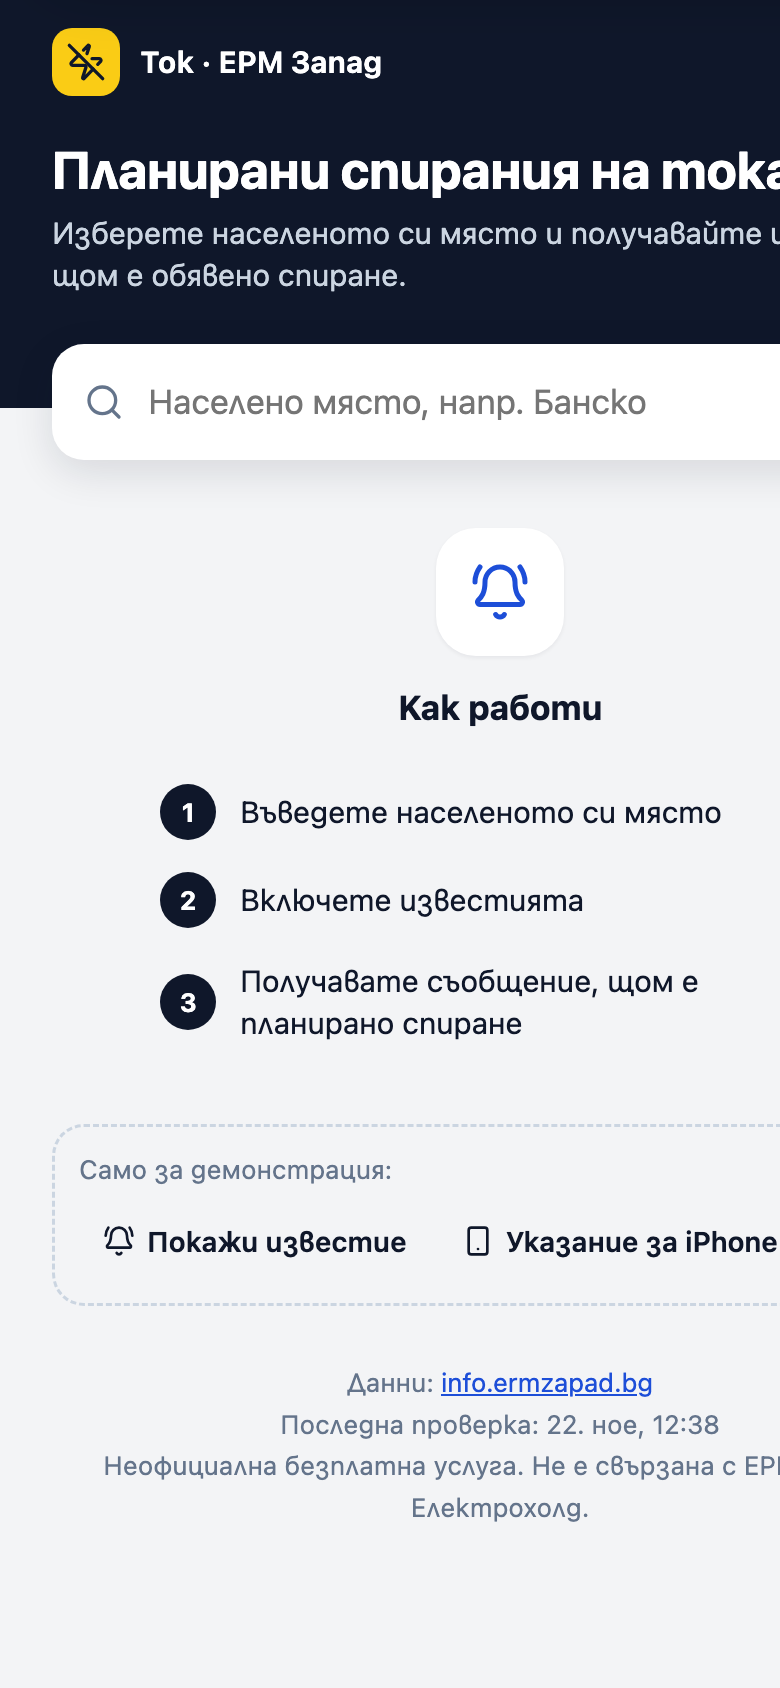 Ток · ЕРМ Запад
Планирани спирания на тока
Изберете населеното си място и получавайте
щом е обявено спиране.
Населено място, напр. Банско
Как работи
1 Въведете населеното си място
2 Включете известията
3 Получавате съобщение, щом е
планирано спиране
Само за демонстрация:
Покажи известие Указание за iPhone
Данни: info.ermzapad.bg
Последна проверка: 22. ное, 12:38
Неофициална безплатна услуга. Не е свързана с
Електрохолд.